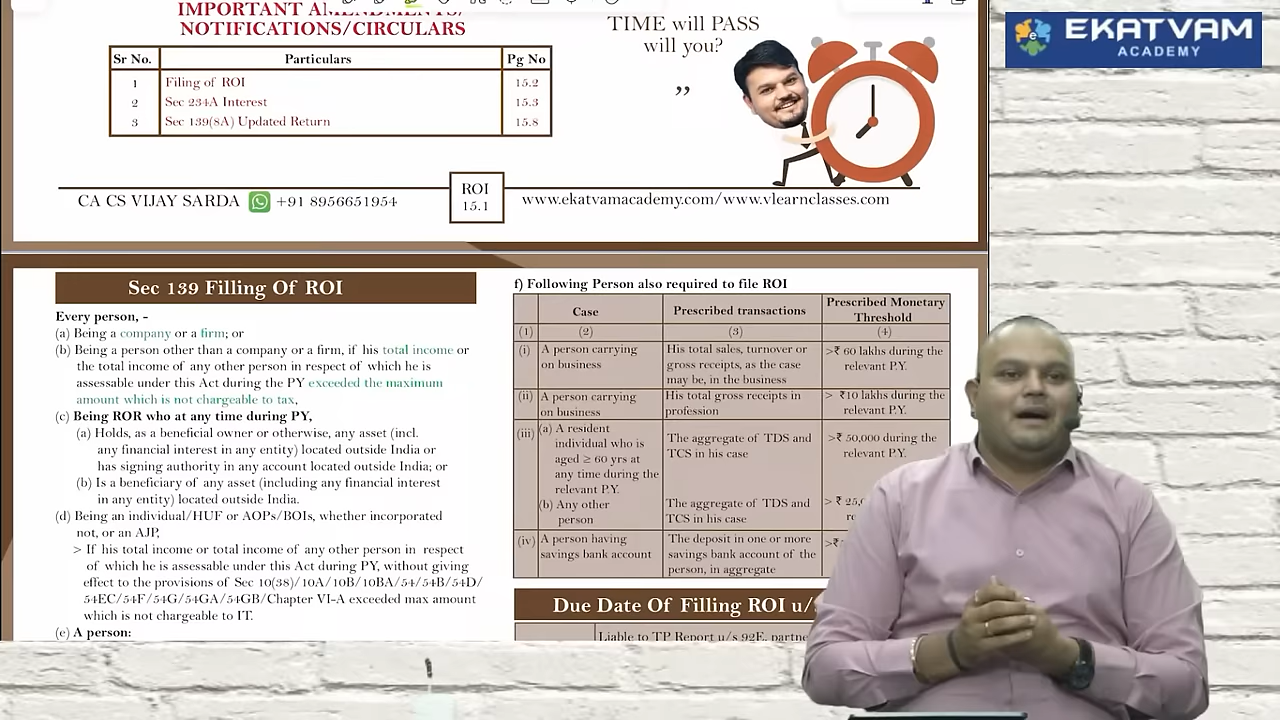 IMPORTANT AMENDMENTS/
NOTIFICATIONS/CIRCULARS
Sr No. Particulars Pg No
1 Filing of ROI 15.2
2 Sec 234A Interest 15.3
3 Sec 139(8A) Updated Return 15.8
TIME will PASS
will you?
”
EKATVAM
ACADEMY
CA CS VIJAY SARDA +91 8956651954
ROI
15.1
www.ekatvamacademy.com/www.vlearnclasses.com
Sec 139 Filling Of ROI
Every person, -
(a) Being a company or a firm; or
(b) Being a person other than a company or a firm, if his total income or
the total income of any other person in respect of which he is
assessable under this Act during the PY exceeded the maximum
amount which is not chargeable to tax,
(c) Being ROR who at any time during PY,
(a) Holds, as a beneficial owner or otherwise, any asset (incl.
any financial interest in any entity) located outside India or
has signing authority in any account located outside India; or
(b) Is a beneficiary of any asset (including any financial interest
in any entity) located outside India.
(d) Being an individual/HUF or AOPs/BOIs, whether incorporated
not, or an AJP,
> If his total income or total income of any other person in respect
of which he is assessable under this Act during PY, without giving
effect to the provisions of Sec 10(38)/10A/10B/10BA/54/54B/54D/
54EC/54F/54G/54GA/54GB/Chapter VI-A exceeded max amount
which is not chargeable to IT.
(e) A person:
f) Following Person also required to file ROI
Case Prescribed transactions Prescribed Monetary
Threshold
(1) (2) (3) (4)
(i) A person carrying
on business
His total sales, turnover or
gross receipts, as the case
may be, in the business
>₹ 60 lakhs during the
relevant P.Y.
(ii) A person carrying
on business
His total gross receipts in
profession
> ₹10 lakhs during the
relevant P.Y.
(iii) (a) A resident
individual who is
aged ≥ 60 yrs at
any time during the
relevant P.Y.
The aggregate of TDS and
TCS in his case
>₹ 50,000 during the
relevant P.Y.
(b) Any other
person
The aggregate of TDS and
TCS in his case
> ₹ 25,0
re
(iv) A person having
savings bank account
The deposit in one or more
savings bank account of the
person, in aggregate
>₹
Due Date Of Filling ROI u/s
Liable to TP Report u/s 92E, partne